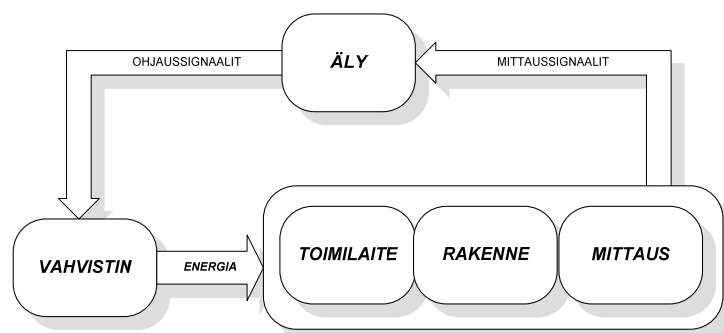 ÄLY
OHJAUSSIGNAALIT
MITTAUSSIGNAALIT
VAHVISTIN
ENERGIA
TOIMILAITE
RAKENNE
MITTAUS